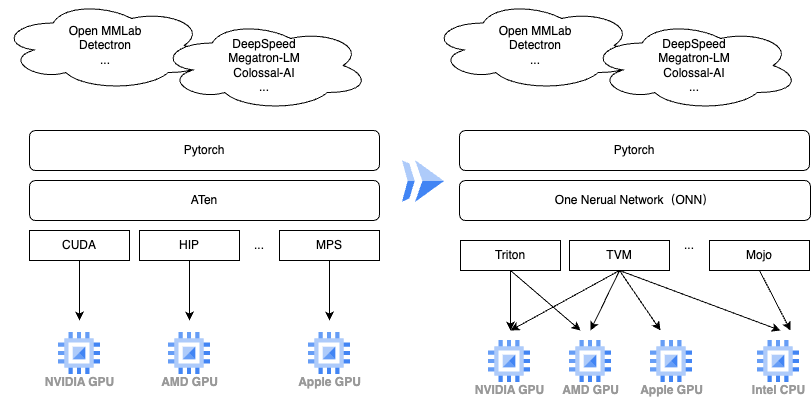 Open MMLab
Detectron
...
DeepSpeed
Megatron-LM
Colossal-AI
...
Pytorch
ATen
CUDA
HIP
...
MPS
NVIDIA GPU
AMD GPU
Apple GPU
Open MMLab
Detectron
...
DeepSpeed
Megatron-LM
Colossal-AI
...
Pytorch
One Nerual Network（ONN）
Triton
TVM
...
Mojo
NVIDIA GPU
AMD GPU
Apple GPU
Intel CPU